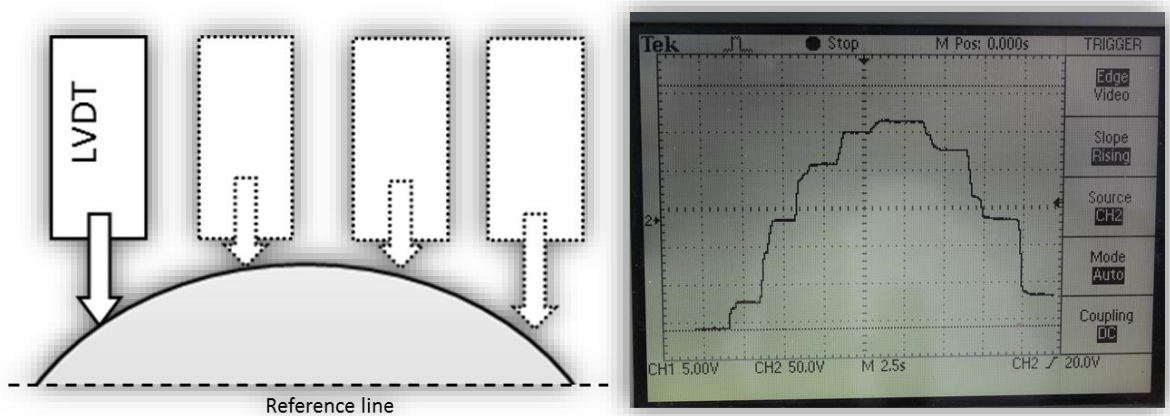 LVDT
Reference line
Tek
Stop
M Pos: 0.000s
TRIGGER
Edge
Video
Slope
Rising
Source
CH2
Mode
Auto
Coupling
DC
2
CH1 5.00V
CH2 50.0V
M 2.5s
CH2
20.0V